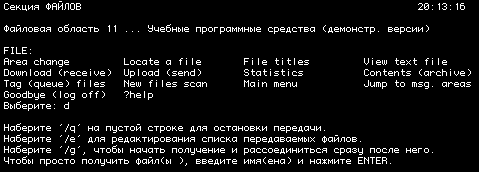 Секция ФАЙЛОВ 20:13:16
Файловая область 11 ... Учебные программные средства (демонстр. версии)
FILE:
Area change Locate a file File titles View text file
Download (receive) Upload (send) Statistics Contents (archive)
Tag (queue) files New files scan Main menu Jump to msg. areas
Goodbye (log off) ?help
Выберите: d
Наберите '/q' на пустой строке для остановки передачи.
Наберите '/e' для редактирования списка передаваемых файлов.
Наберите '/g', чтобы начать получение и рассоединиться сразу после него.
Чтобы просто получить файл(ы ), введите имя(ена) и нажмите ENTER.